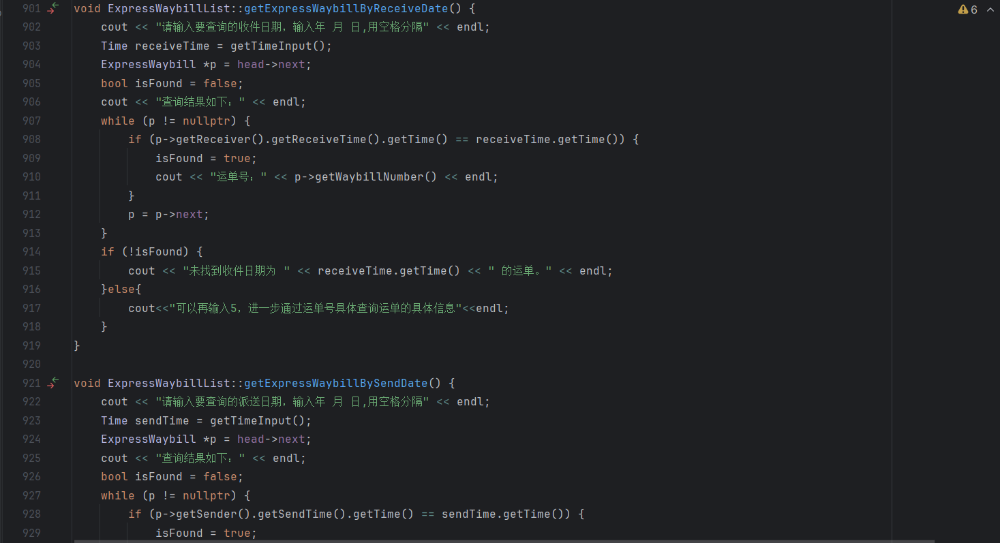 901 void ExpressWaybillList::getExpressWaybillByReceiveDate() {
902 cout << "请输入要查询的收件日期，输入年 月 日,用空格分隔" << endl;
903 Time receiveTime = getTimeInput();
904 ExpressWaybill *p = head->next;
905 bool isFound = false;
906 cout << "查询结果如下：" << endl;
907 while (p != nullptr) {
908 if (p->getReceiver().getReceiveTime().getTime() == receiveTime.getTime()) {
909 isFound = true;
910 cout << "运单号：" << p->getWaybillNumber() << endl;
911 }
912 p = p->next;
913 }
914 if (!isFound) {
915 cout << "未找到收件日期为 " << receiveTime.getTime() << " 的运单。" << endl;
916 }else{
917 cout<<"可以再输入5，进一步通过运单号具体查询运单的具体信息"<<endl;
918 }
919 }
920
921 void ExpressWaybillList::getExpressWaybillBySendDate() {
922 cout << "请输入要查询的派送日期，输入年 月 日,用空格分隔" << endl;
923 Time sendTime = getTimeInput();
924 ExpressWaybill *p = head->next;
925 cout << "查询结果如下：" << endl;
926 bool isFound = false;
927 while (p != nullptr) {
928 if (p->getSender().getSendTime().getTime() == sendTime.getTime()) {
929 isFound = true;
6